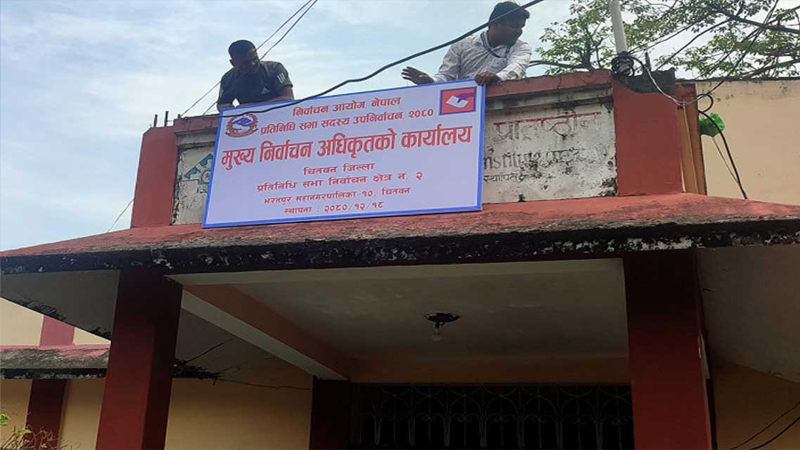 निर्वाचन आयोग नेपाल
प्रतिनिधि सभा सदस्य उपनिर्वाचन, २०८०
मुख्य निर्वाचन अधिकृतको कार्यालय
चितवन जिल्ला
प्रतिनिधि सभा निर्वाचन क्षेत्र नं. २
भरतपुर महानगरपालिका-१०, चितवन
स्थापना : २०८०/१२/१८